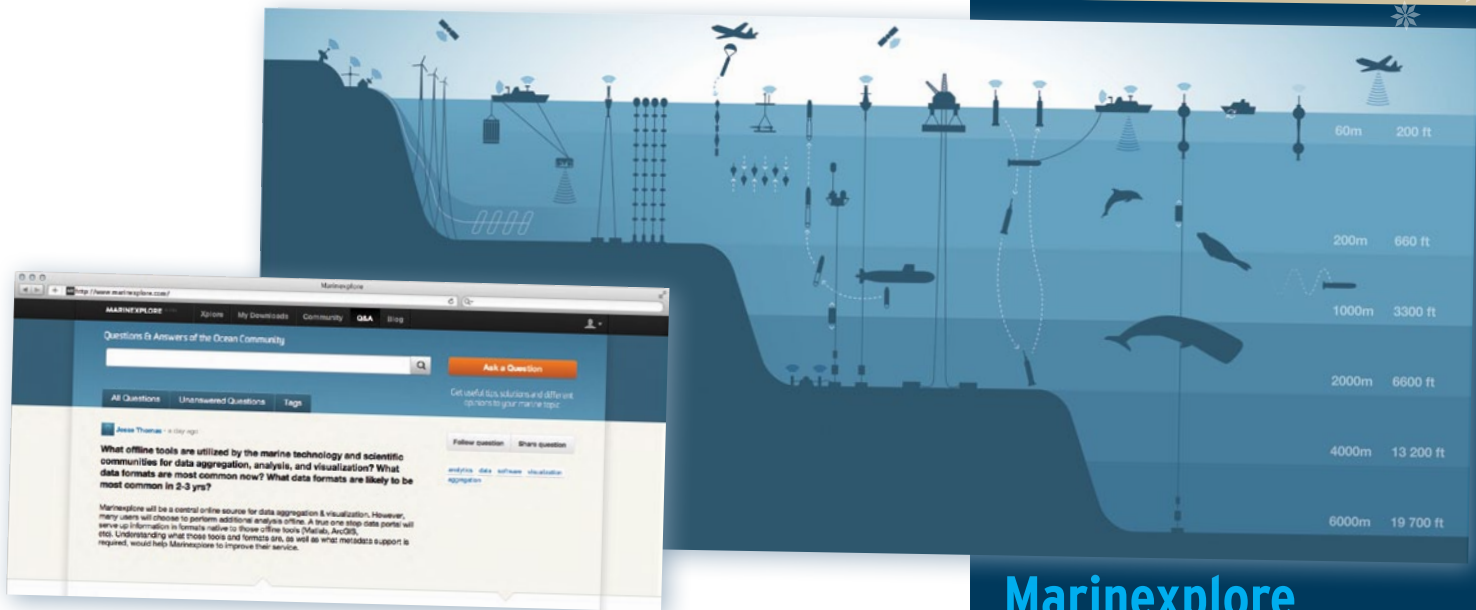 60m 200 ft
200m 660 ft
1000m 3300 ft
2000m 6600 ft
4000m 13 200 ft
6000m 19 700 ft
Marinexplore
http://www.marinexplore.com/
MARINEXPLORE
Xplore My Downloads Community Q&A Blog
Questions & Answers of the Ocean Community
Ask a Question
Get useful tips, solutions and different
opinions to your marine topic
All Questions Unanswered Questions Tags
Jesse Thomas - a day ago
What offline tools are utilized by the marine technology and scientific
communities for data aggregation, analysis, and visualization? What
data formats are most common now? What data formats are likely to be
most common in 2-3 yrs?
Marinexplore will be a central online source for data aggregation & visualization. However,
many users will choose to perform additional analysis offline. A true one stop data portal will
serve up information in formats native to those offline tools (Matlab, ArcGIS,
etc). Understanding what those tools and formats are, as well as what metadata support is
required, would help Marinexplore to improve their service.
Follow question Share question
analytics data software visualization
aggregation
Marinexplore